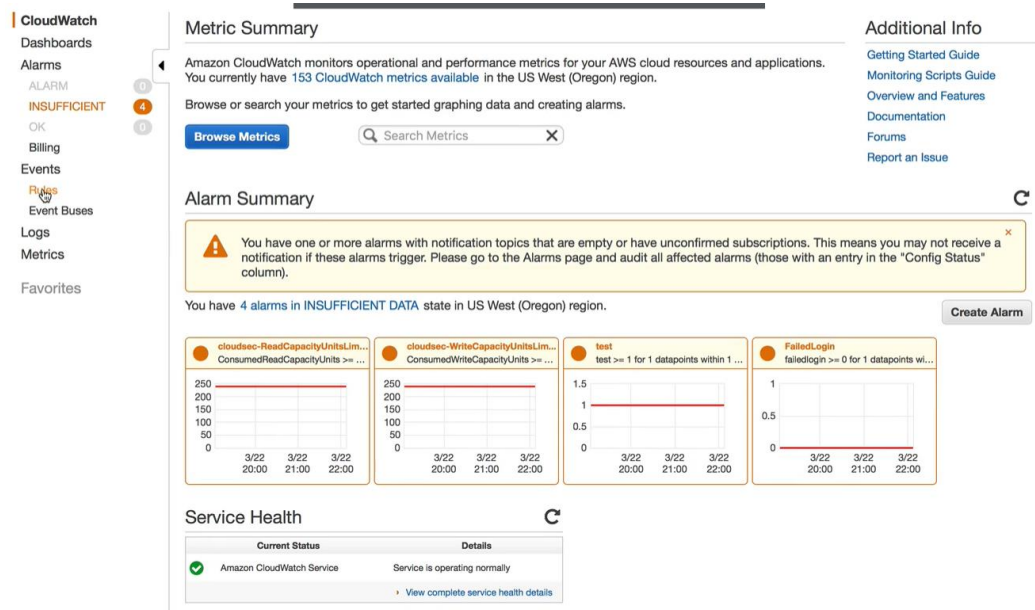 CloudWatch
Dashboards
Alarms
ALARM 0
INSUFFICIENT 4
OK 0
Billing
Events
Rules
Event Buses
Logs
Metrics
Favorites
Metric Summary
Amazon CloudWatch monitors operational and performance metrics for your AWS cloud resources and applications.
You currently have 153 CloudWatch metrics available in the US West (Oregon) region.
Browse or search your metrics to get started graphing data and creating alarms.
Browse Metrics
Search Metrics
Additional Info
Getting Started Guide
Monitoring Scripts Guide
Overview and Features
Documentation
Forums
Report an Issue
Alarm Summary
You have one or more alarms with notification topics that are empty or have unconfirmed subscriptions. This means you may not receive a
notification if these alarms trigger. Please go to the Alarms page and audit all affected alarms (those with an entry in the "Config Status"
column).
You have 4 alarms in INSUFFICIENT DATA state in US West (Oregon) region.
Create Alarm
cloudsec-ReadCapacityUnitsLim...
ConsumedReadCapacityUnits >= ...
250
200
150
100
50
0
3/22 3/22 3/22
20:00 21:00 22:00
cloudsec-WriteCapacityUnitsLim...
ConsumedWriteCapacityUnits >= ...
250
200
150
100
50
0
3/22 3/22 3/22
20:00 21:00 22:00
test
test >= 1 for 1 datapoints within 1 ...
1.5
1
0.5
0
3/22 3/22 3/22
20:00 21:00 22:00
FailedLogin
failedlogin >= 0 for 1 datapoints wi...
1
0.5
0
3/22 3/22 3/22
20:00 21:00 22:00
Service Health
Current Status Details
Amazon CloudWatch Service Service is operating normally
View complete service health details